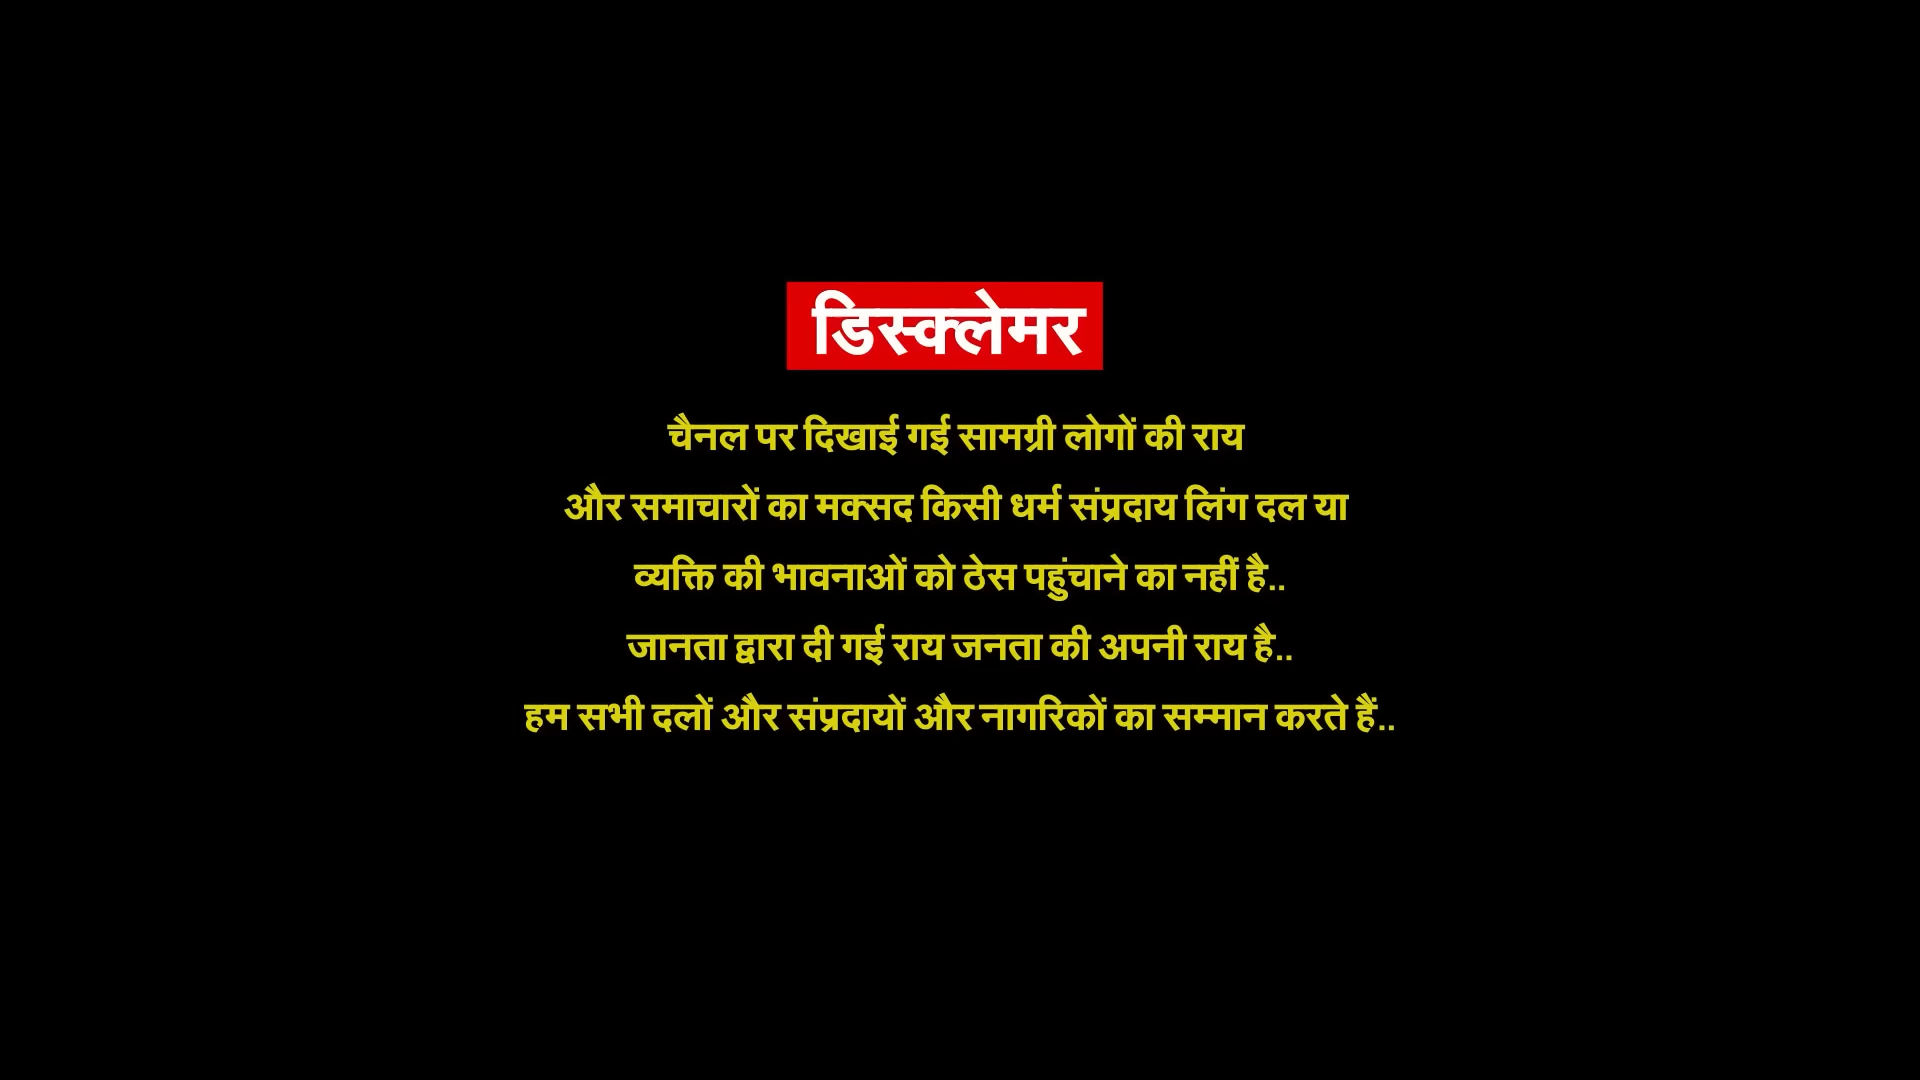 डिस्क्लेमर
चैनल पर दिखाई गई सामग्री लोगों की राय
और समाचारों का मक्सद किसी धर्म संप्रदाय लिंग दल या
व्यक्ति की भावनाओं को ठेस पहुंचाने का नहीं है..
जानता द्वारा दी गई राय जनता की अपनी राय है..
हम सभी दलों और संप्रदायों और नागरिकों का सम्मान करते हैं..